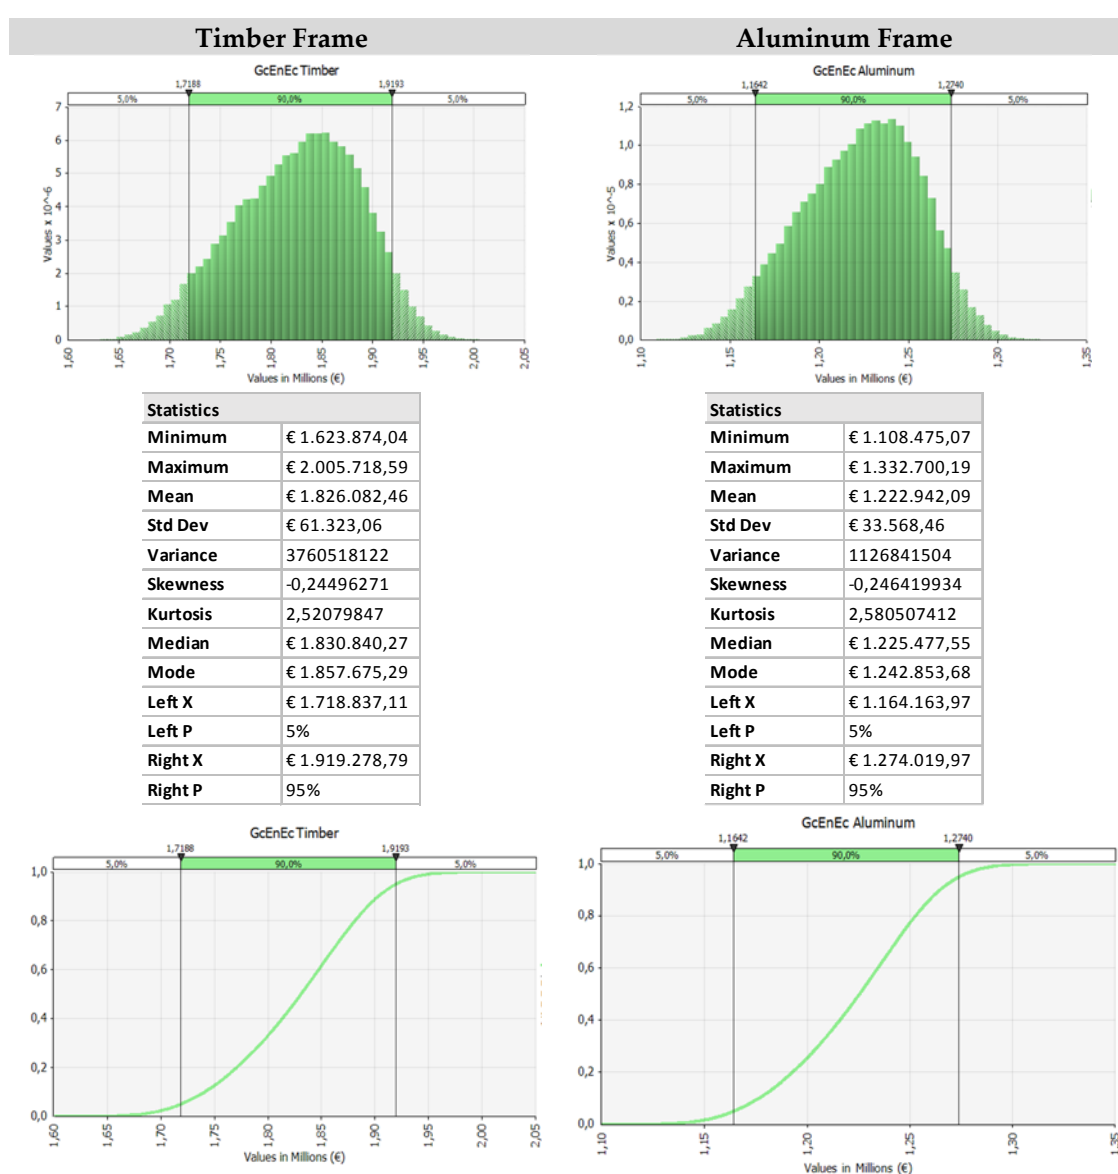 Timber Frame Aluminum Frame
GcEnEc Timber
1,7188 1,9193
5,0% 90,0% 5,0%
7
6
5
4
3
2
1
0
Values x 10^-6
1,60 1,65 1,70 1,75 1,80 1,85 1,90 1,95 2,00 2,05
Values in Millions (€)
GcEnEc Aluminum
1,1642 1,2740
5,0% 90,0% 5,0%
1,2
1,0
0,8
0,6
0,4
0,2
0,0
Values x 10^-5
1,10 1,15 1,20 1,25 1,30 1,35
Values in Millions (€)
Statistics
Minimum € 1.623.874,04
Maximum € 2.005.718,59
Mean € 1.826.082,46
Std Dev € 61.323,06
Variance 3760518122
Skewness -0,24496271
Kurtosis 2,52079847
Median € 1.830.840,27
Mode € 1.857.675,29
Left X € 1.718.837,11
Left P 5%
Right X € 1.919.278,79
Right P 95%
Statistics
Minimum € 1.108.475,07
Maximum € 1.332.700,19
Mean € 1.222.942,09
Std Dev € 33.568,46
Variance 1126841504
Skewness -0,246419934
Kurtosis 2,580507412
Median € 1.225.477,55
Mode € 1.242.853,68
Left X € 1.164.163,97
Left P 5%
Right X € 1.274.019,97
Right P 95%
GcEnEc Timber
1,7188 1,9193
5,0% 90,0% 5,0%
1,0
0,8
0,6
0,4
0,2
0,0
1,60 1,65 1,70 1,75 1,80 1,85 1,90 1,95 2,00 2,05
Values in Millions (€)
GcEnEc Aluminum
1,1642 1,2740
5,0% 90,0% 5,0%
1,0
0,8
0,6
0,4
0,2
0,0
1,10 1,15 1,20 1,25 1,30 1,35
Values in Millions (€)